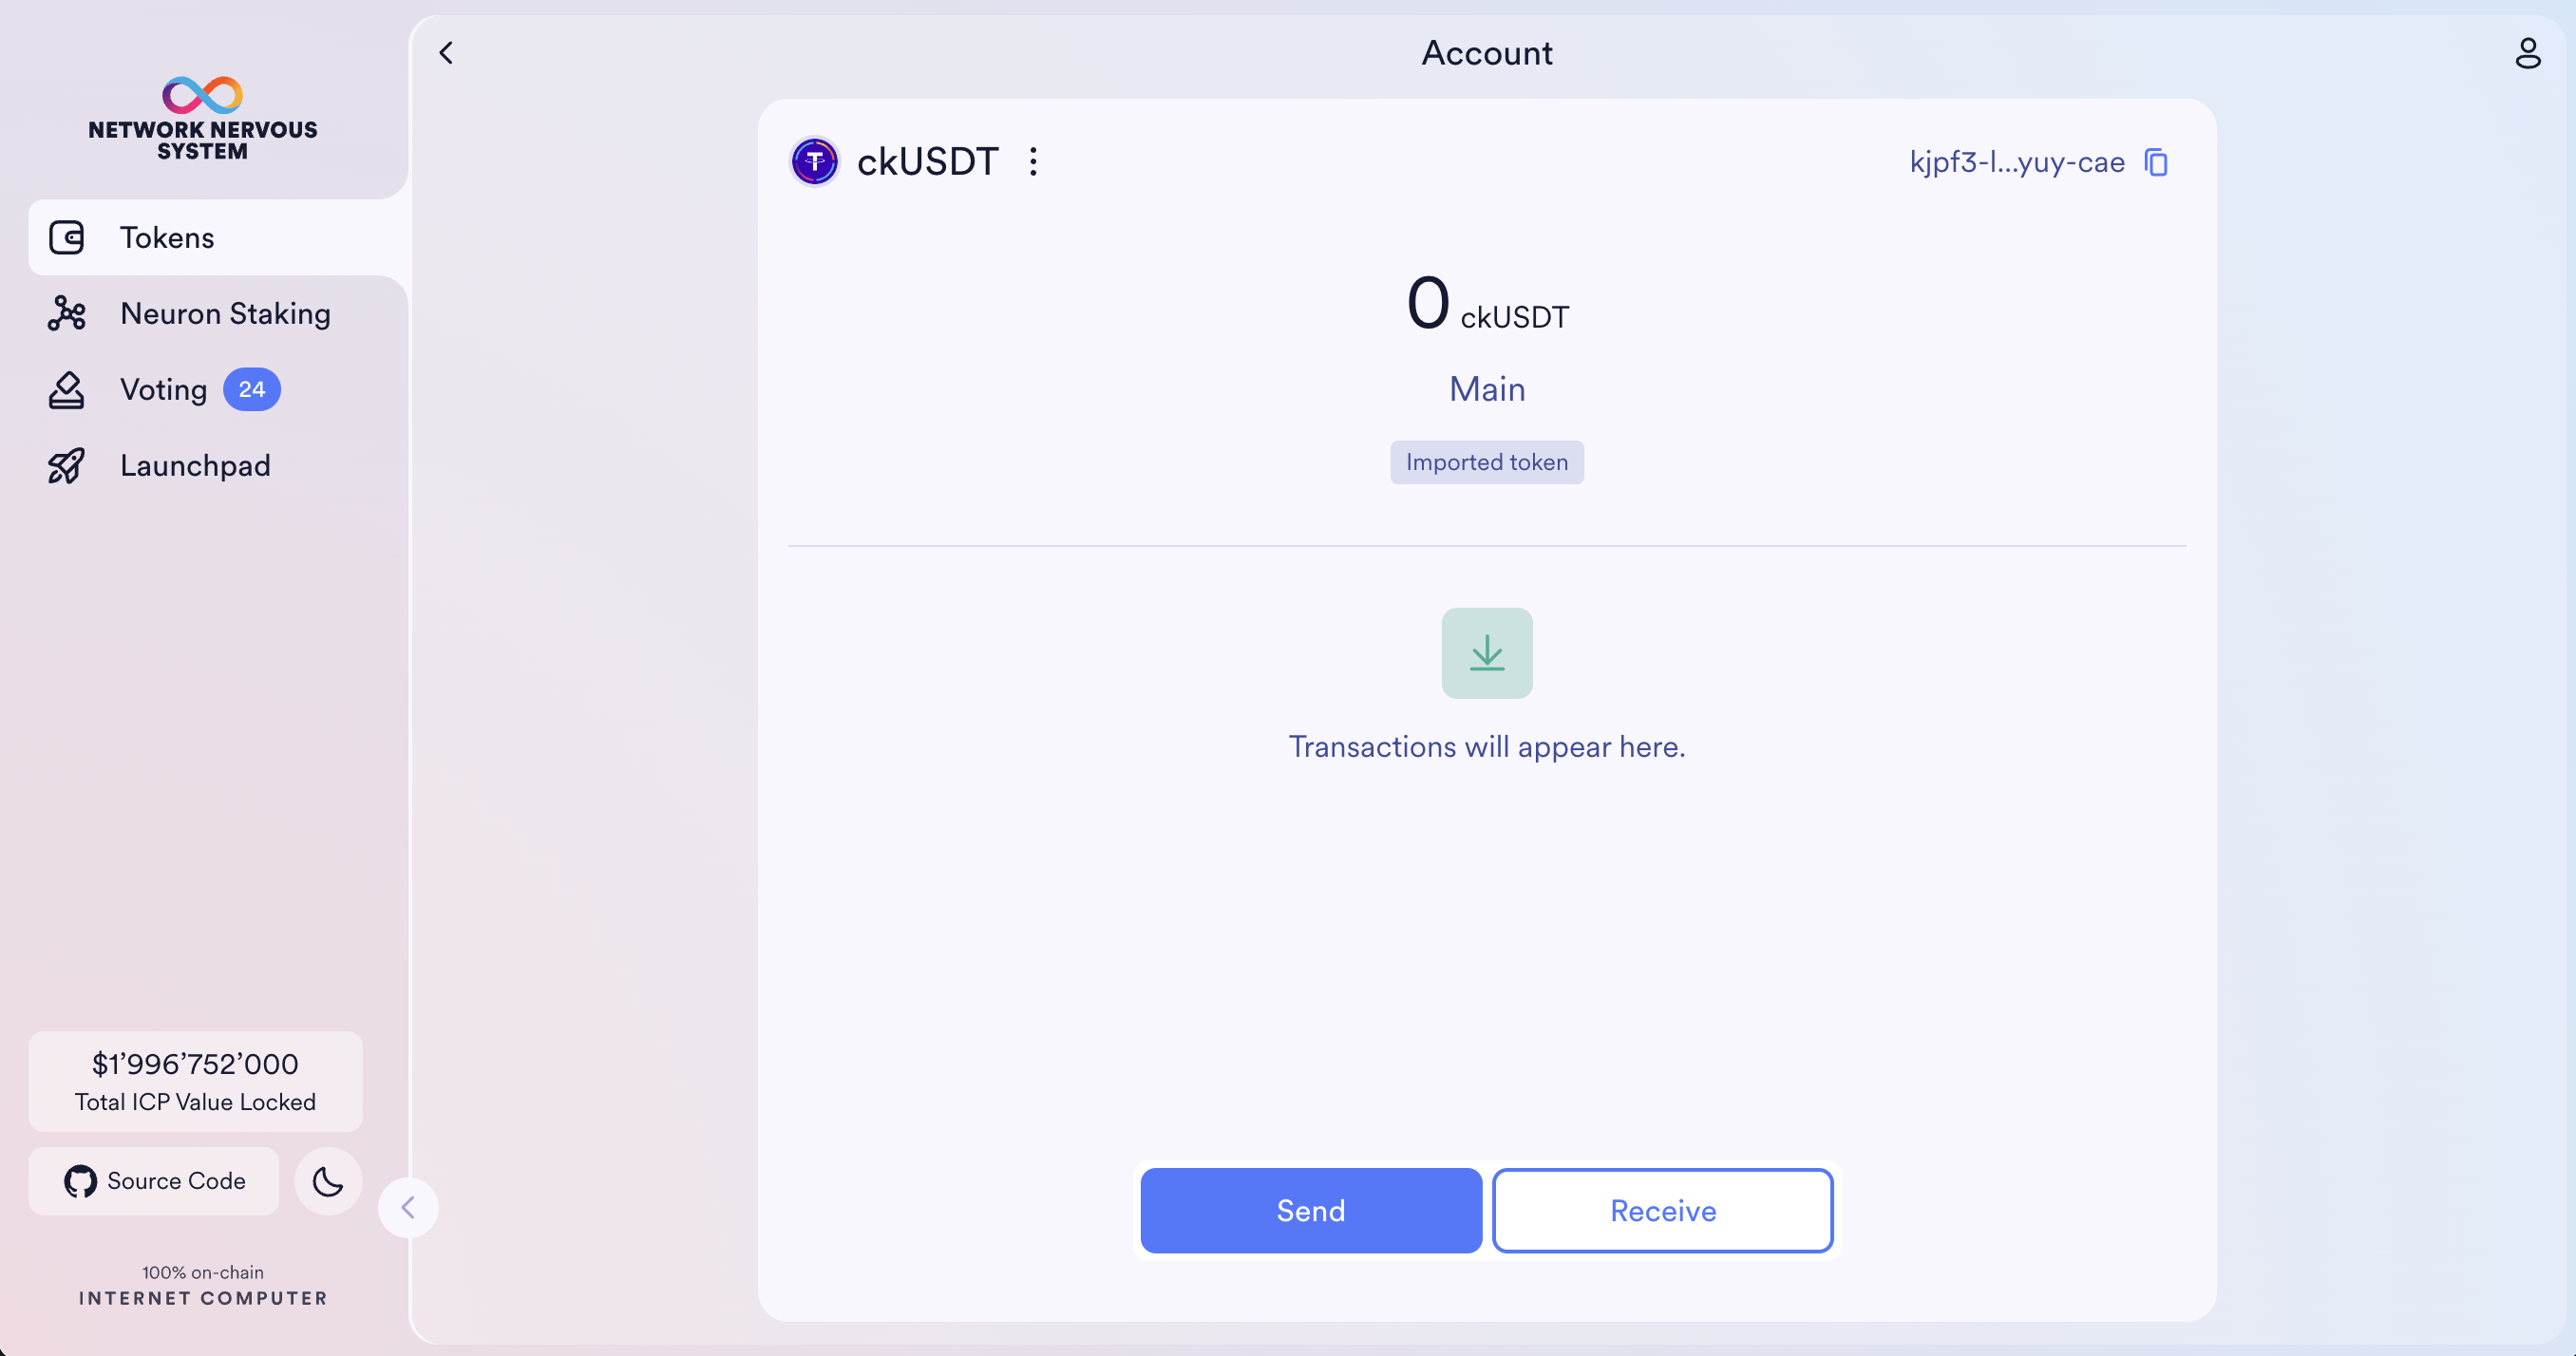 NETWORK NERVOUS
SYSTEM
Tokens
Neuron Staking
Voting 24
Launchpad
$1’996’752’000
Total ICP Value Locked
Source Code
100% on-chain
INTERNET COMPUTER
Account
ckUSDT
kjpf3-l...yuy-cae
0 ckUSDT
Main
Imported token
Transactions will appear here.
Send
Receive